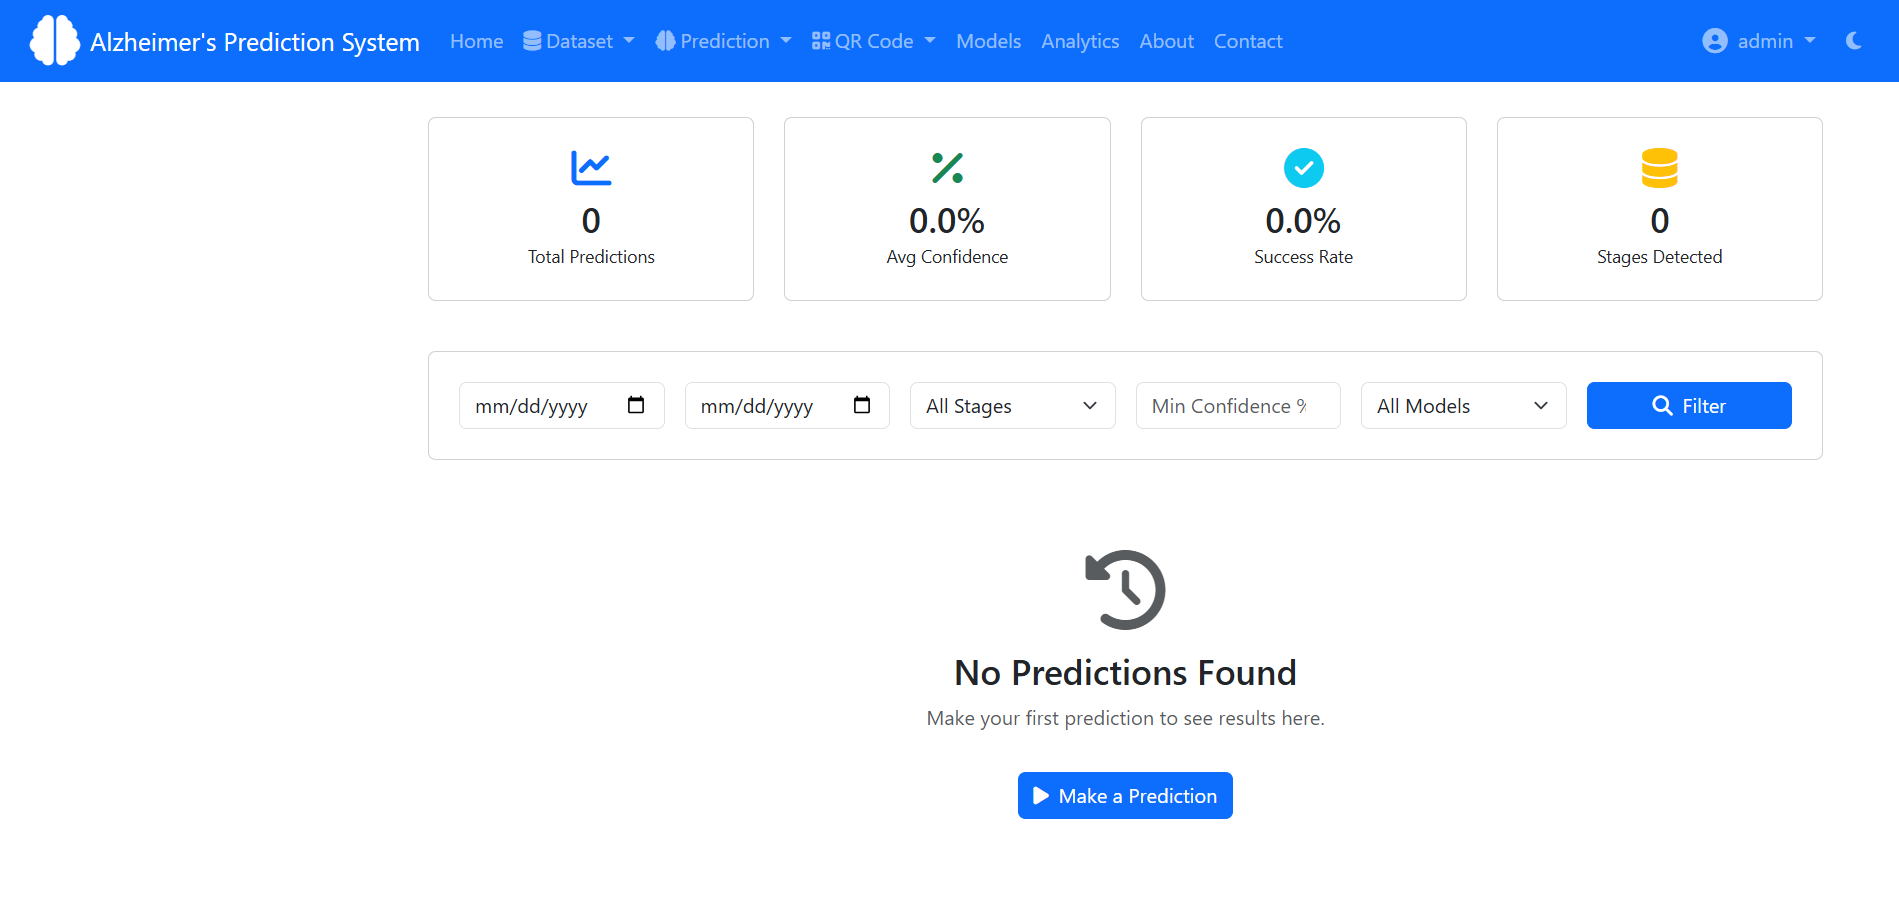 Alzheimer's Prediction System Home Dataset Prediction QR Code Models Analytics About Contact admin
0 0.0% 0.0% 0
Total Predictions Avg Confidence Success Rate Stages Detected
mm/dd/yyyy mm/dd/yyyy All Stages Min Confidence % All Models Filter
No Predictions Found
Make your first prediction to see results here.
Make a Prediction